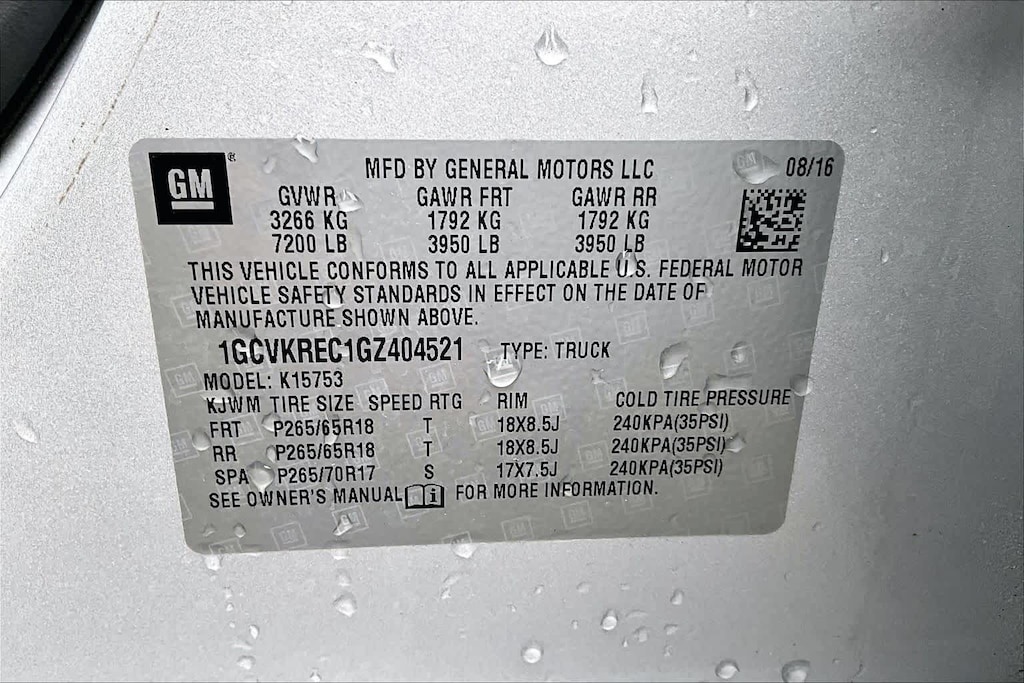 GM
MFD BY GENERAL MOTORS LLC 08/16
GVWR GAWR FRT GAWR RR
3266 KG 1792 KG 1792 KG
7200 LB 3950 LB 3950 LB
THIS VEHICLE CONFORMS TO ALL APPLICABLE U.S. FEDERAL MOTOR
VEHICLE SAFETY STANDARDS IN EFFECT ON THE DATE OF
MANUFACTURE SHOWN ABOVE.
1GCVKREC1GZ404521 TYPE: TRUCK
MODEL: K15753
KJWM TIRE SIZE SPEED RTG RIM COLD TIRE PRESSURE
FRT P265/65R18 T 18X8.5J 240KPA(35PSI)
RR P265/65R18 T 18X8.5J 240KPA(35PSI)
SPA P265/70R17 S 17X7.5J 240KPA(35PSI)
SEE OWNER'S MANUAL i FOR MORE INFORMATION.